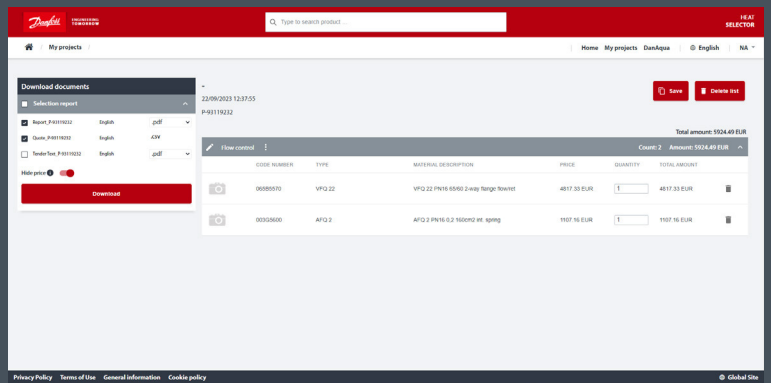 Danfoss ENGINEERING TOMORROW
Type to search product ...
HEAT SELECTOR
/ My projects /
Home My projects DanAqua English NA
Download documents
Selection report
Report_P-93119232 English .pdf
Quote_P-93119232 English .csv
TenderText_P-93119232 English .pdf
Hide price
Download
-
22/09/2023 12:37:55
P-93119232
Save
Delete list
Total amount: 5924.49 EUR
Flow control Count: 2 Amount: 5924.49 EUR
CODE NUMBER TYPE MATERIAL DESCRIPTION PRICE QUANTITY TOTAL AMOUNT
065B5570 VFQ 22 VFQ 22 PN16 65/60 2-way flange flow/ret 4817.33 EUR 1 4817.33 EUR
003G5600 AFQ 2 AFQ 2 PN16 0,2 160cm2 int. spring 1107.16 EUR 1 1107.16 EUR
Privacy Policy Terms of Use General information Cookie policy
Global Site